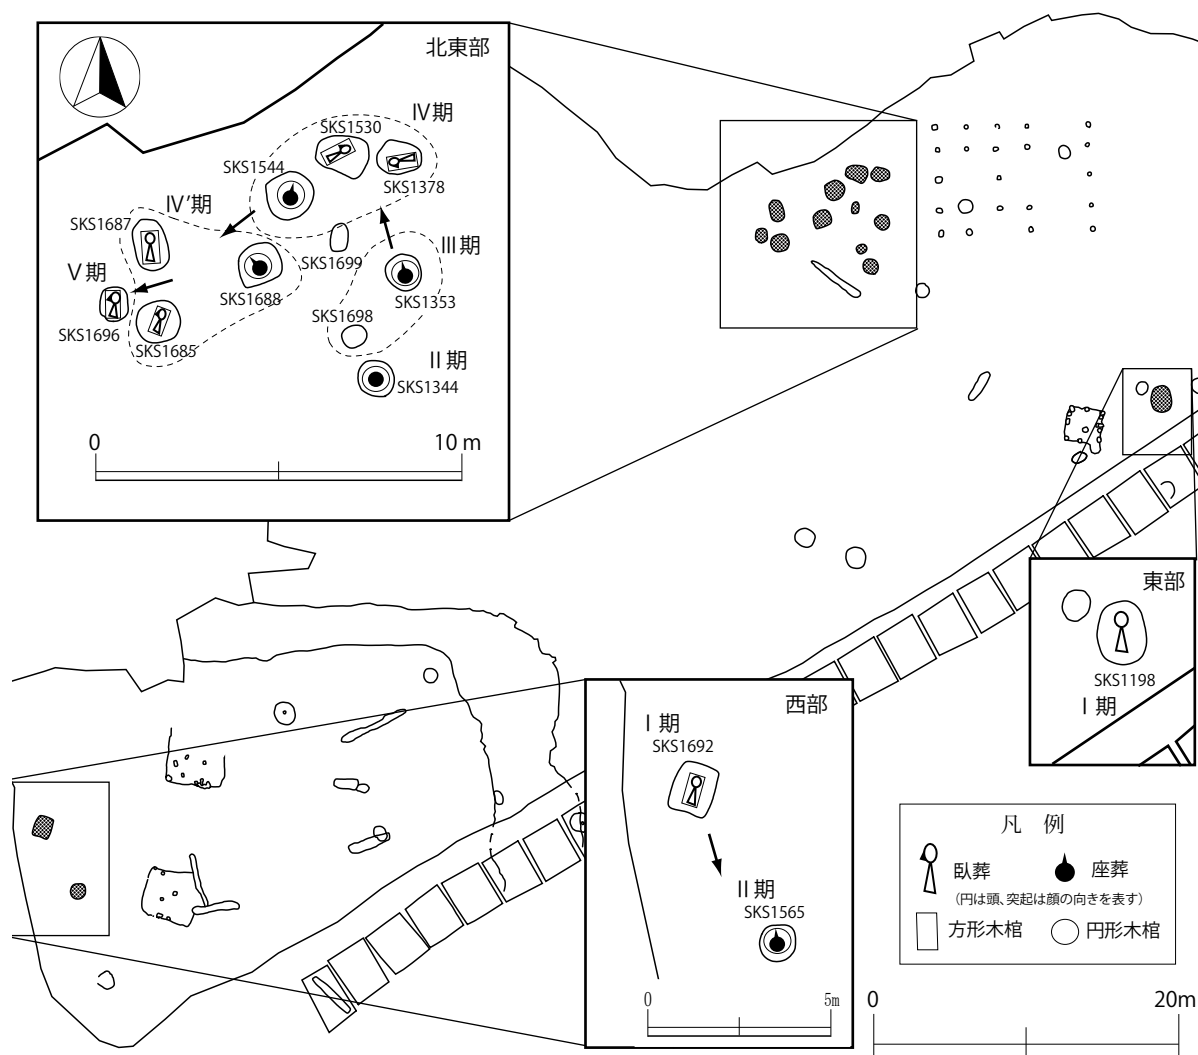 北東部
Ⅳ期
SKS1530
SKS1544
SKS1378
Ⅳ’期
SKS1687
SKS1699
Ⅲ期
Ⅴ期
SKS1688
SKS1353
SKS1698
SKS1696
SKS1685
Ⅱ期
SKS1344
0 10 m
東部
SKS1198
Ⅰ期
西部
Ⅰ期
SKS1692
Ⅱ期
SKS1565
0 5m
凡 例
臥葬 座葬
(円は頭、突起は顔の向きを表す)
方形木棺 円形木棺
0 20m